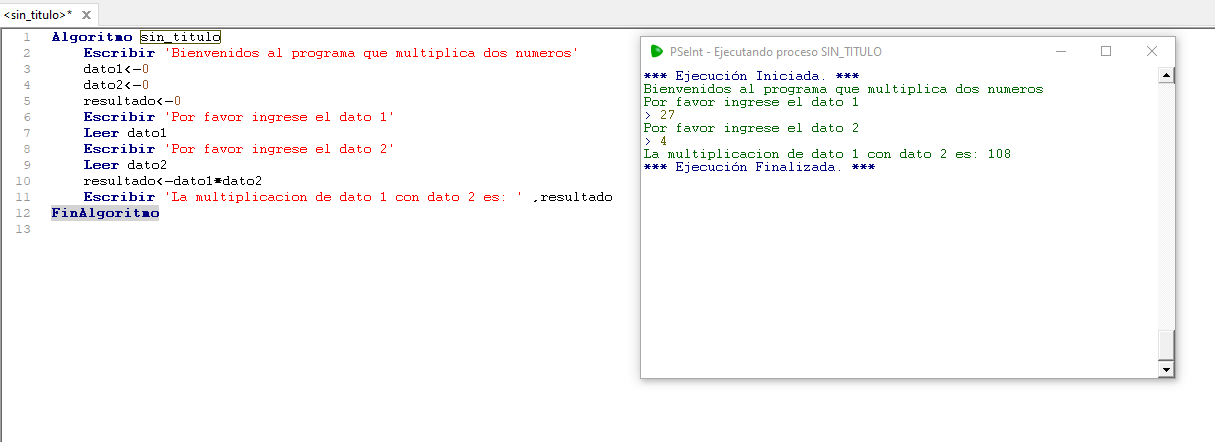 <sin_titulo>*
1 Algoritmo sin_titulo
2 Escribir 'Bienvenidos al programa que multiplica dos numeros'
3 dato1<-0
4 dato2<-0
5 resultado<-0
6 Escribir 'Por favor ingrese el dato 1'
7 Leer dato1
8 Escribir 'Por favor ingrese el dato 2'
9 Leer dato2
10 resultado<-dato1*dato2
11 Escribir 'La multiplicacion de dato 1 con dato 2 es: ' ,resultado
12 FinAlgoritmo
13
PSeInt - Ejecutando proceso SIN_TITULO
*** Ejecución Iniciada. ***
Bienvenidos al programa que multiplica dos numeros
Por favor ingrese el dato 1
> 27
Por favor ingrese el dato 2
> 4
La multiplicacion de dato 1 con dato 2 es: 108
*** Ejecución Finalizada. ***